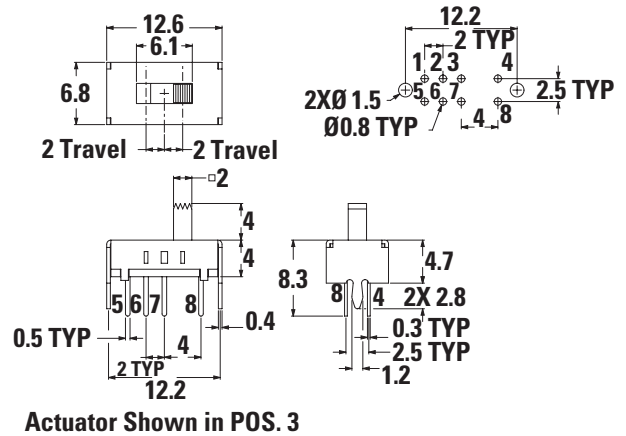 12.6
6.1
6.8
2 Travel
2 Travel
12.2
2 TYP
1 2 3
4
5 6 7
8
2XØ 1.5
Ø0.8 TYP
4
2.5 TYP
□2
4
4
5 6 7
8
0.5 TYP
4
0.4
2 TYP
12.2
8.3
4.7
8
4
2X 2.8
0.3 TYP
2.5 TYP
1.2
Actuator Shown in POS. 3